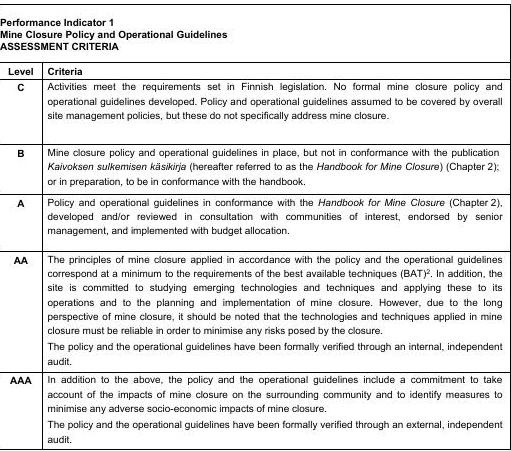 Performance Indicator 1
Mine Closure Policy and Operational Guidelines
ASSESSMENT CRITERIA
Level Criteria
C Activities meet the requirements set in Finnish legislation. No formal mine closure policy and
operational guidelines developed. Policy and operational guidelines assumed to be covered by overall
site management policies, but these do not specifically address mine closure.
B Mine closure policy and operational guidelines in place, but not in conformance with the publication
Kaivoksen sulkemisen käsikirja (hereafter referred to as the Handbook for Mine Closure) (Chapter 2);
or in preparation, to be in conformance with the handbook.
A Policy and operational guidelines in conformance with the Handbook for Mine Closure (Chapter 2),
developed and/or reviewed in consultation with communities of interest, endorsed by senior
management, and implemented with budget allocation.
AA The principles of mine closure applied in accordance with the policy and the operational guidelines
correspond at a minimum to the requirements of the best available techniques (BAT)². In addition, the
site is committed to studying emerging technologies and techniques and applying these to its
operations and to the planning and implementation of mine closure. However, due to the long
perspective of mine closure, it should be noted that the technologies and techniques applied in mine
closure must be reliable in order to minimise any risks posed by the closure.
The policy and the operational guidelines have been formally verified through an internal, independent
audit.
AAA In addition to the above, the policy and the operational guidelines include a commitment to take
account of the impacts of mine closure on the surrounding community and to identify measures to
minimise any adverse socio-economic impacts of mine closure.
The policy and the operational guidelines have been formally verified through an external, independent
audit.